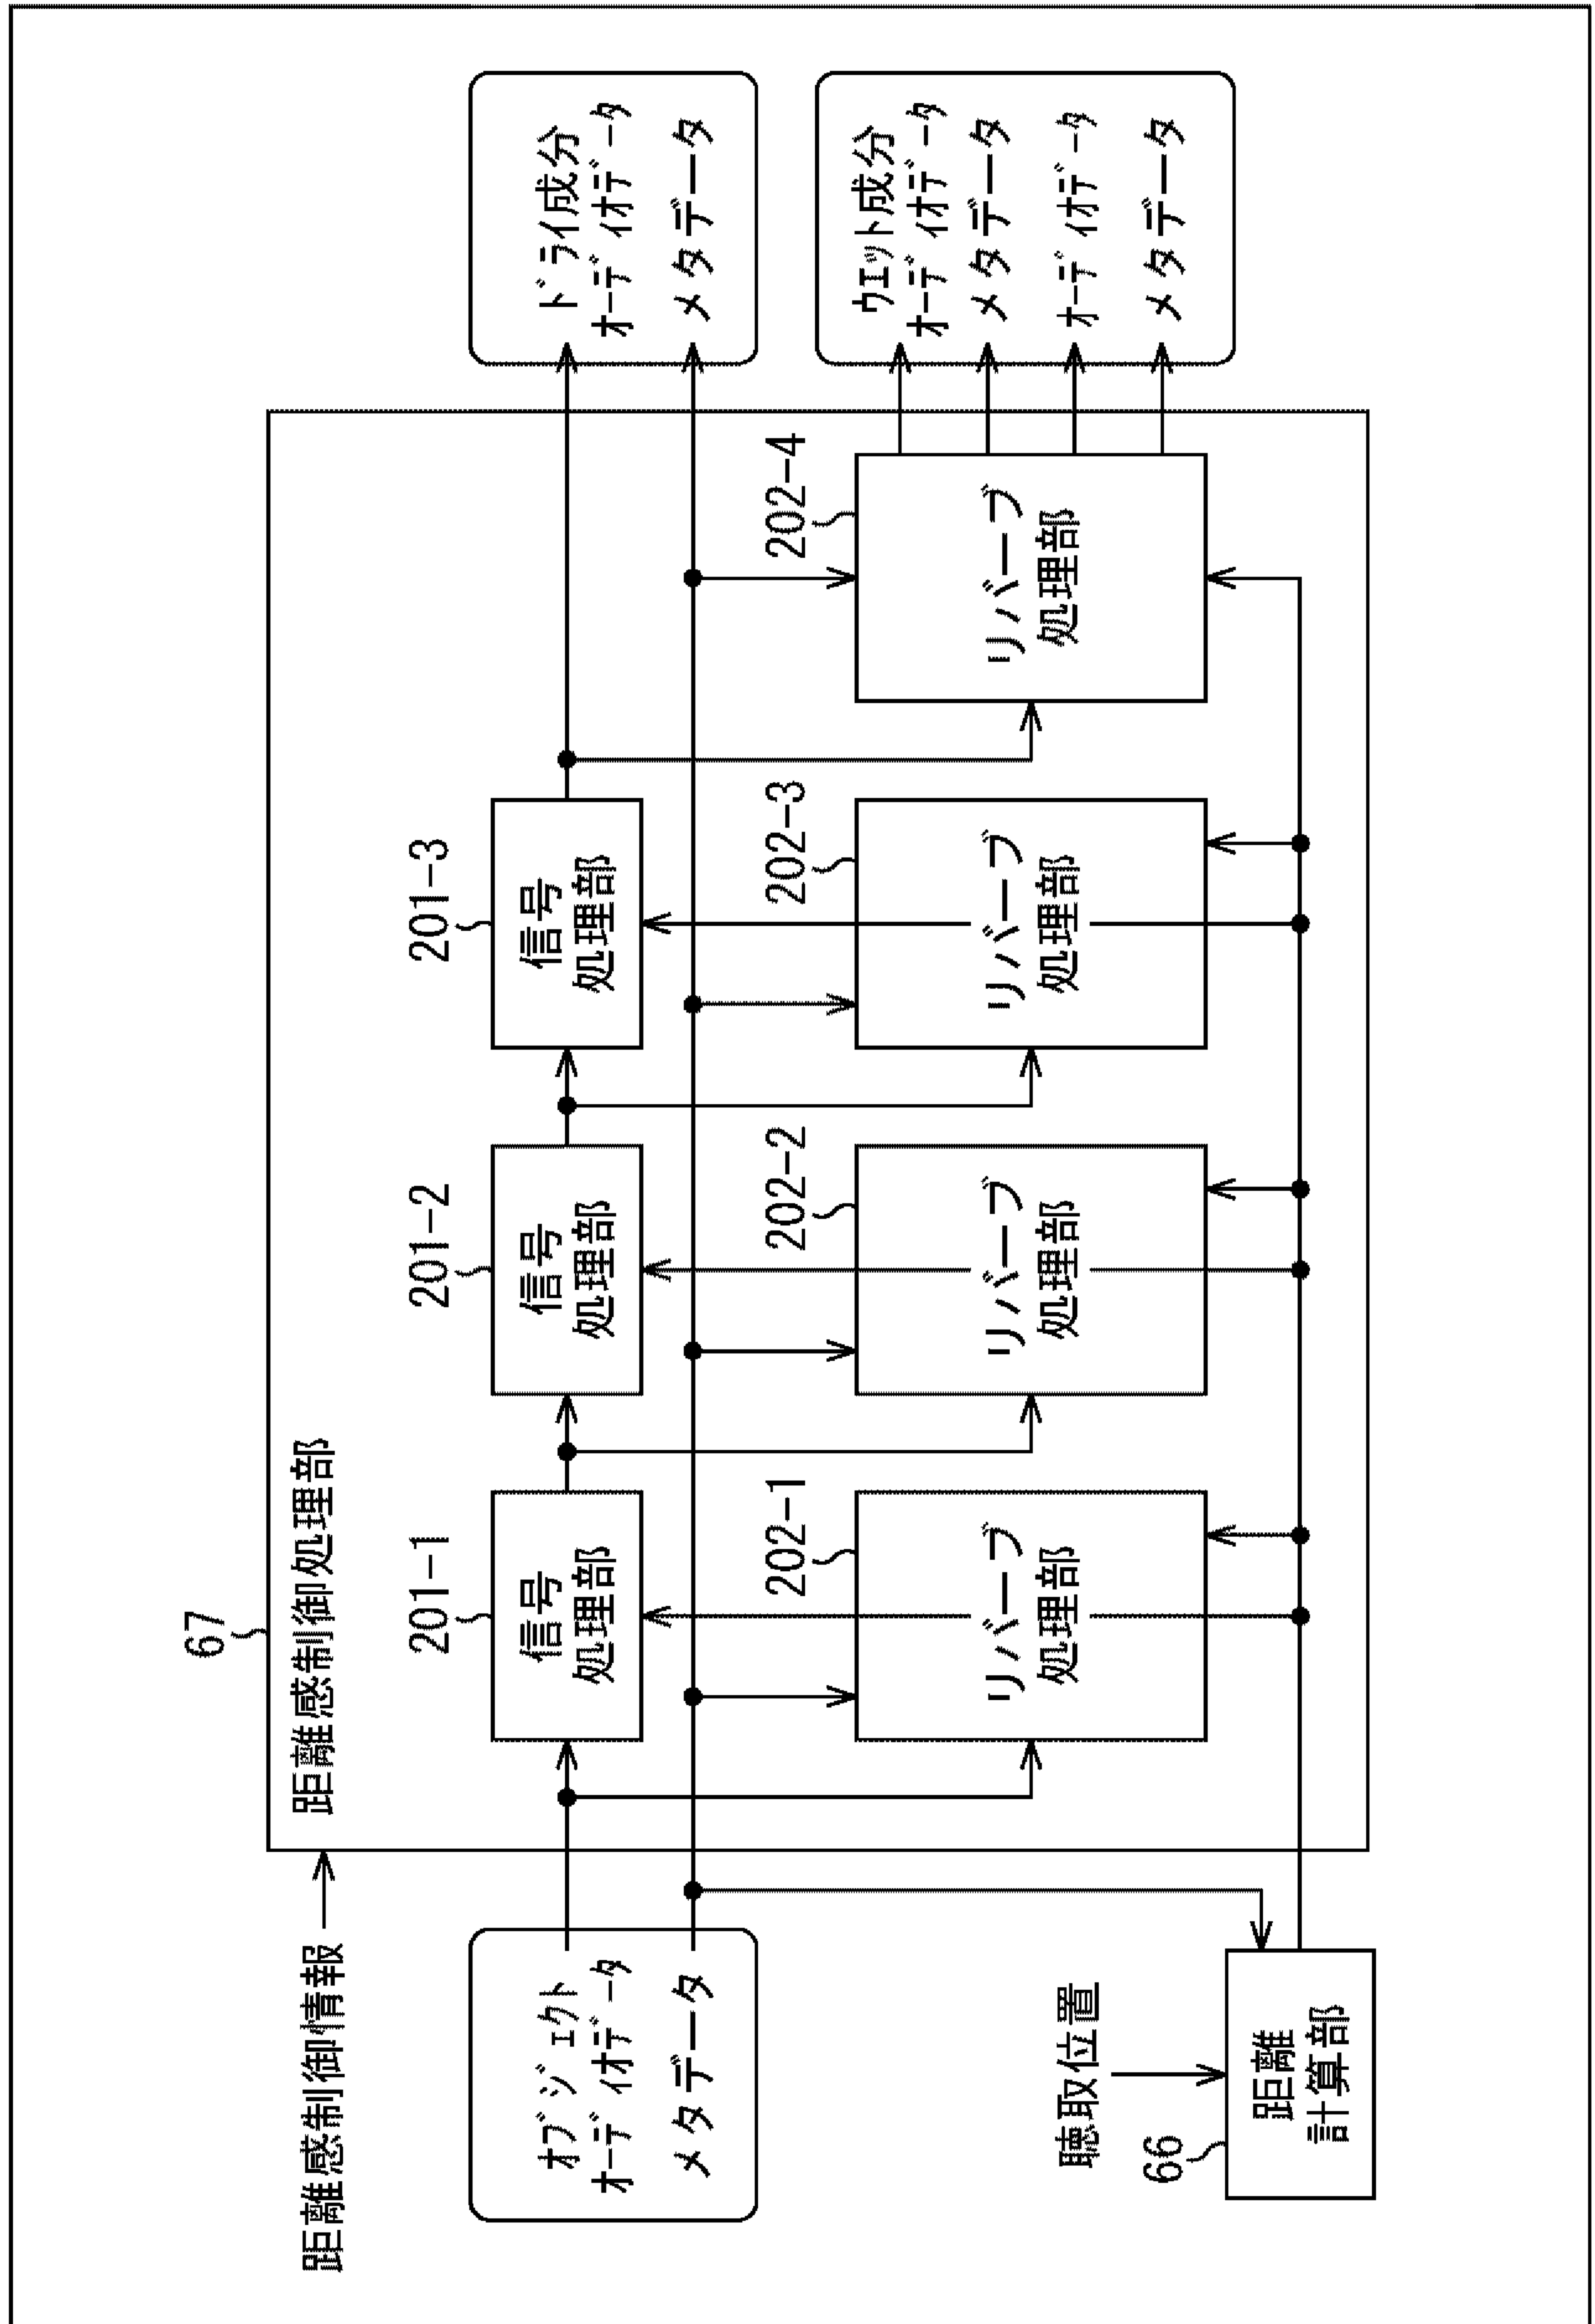 67
距離感制御処理部
距離感制御情報
オブジェクト
オーディオデータ
メタデータ
201-1
信号
処理部
201-2
信号
処理部
201-3
信号
処理部
ドライ成分
オーディオデータ
メタデータ
202-1
リバーブ
処理部
202-2
リバーブ
処理部
202-3
リバーブ
処理部
202-4
リバーブ
処理部
ウェット成分
オーディオデータ
メタデータ
オーディオデータ
メタデータ
聴取位置
66
距離
計算部